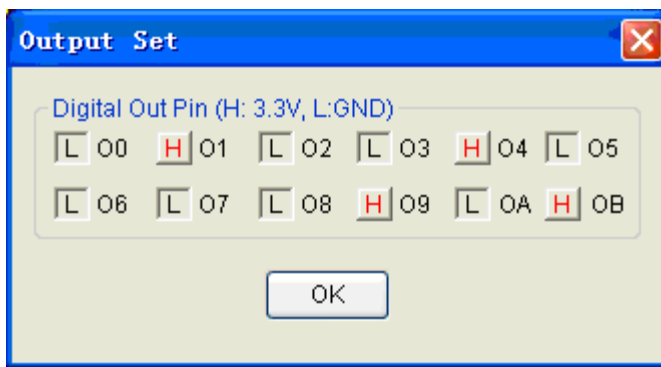 Output Set
Digital Out Pin (H: 3.3V, L:GND)
L O0 H O1 L O2 L O3 H O4 L O5
L O6 L O7 L O8 H O9 L OA H OB
OK